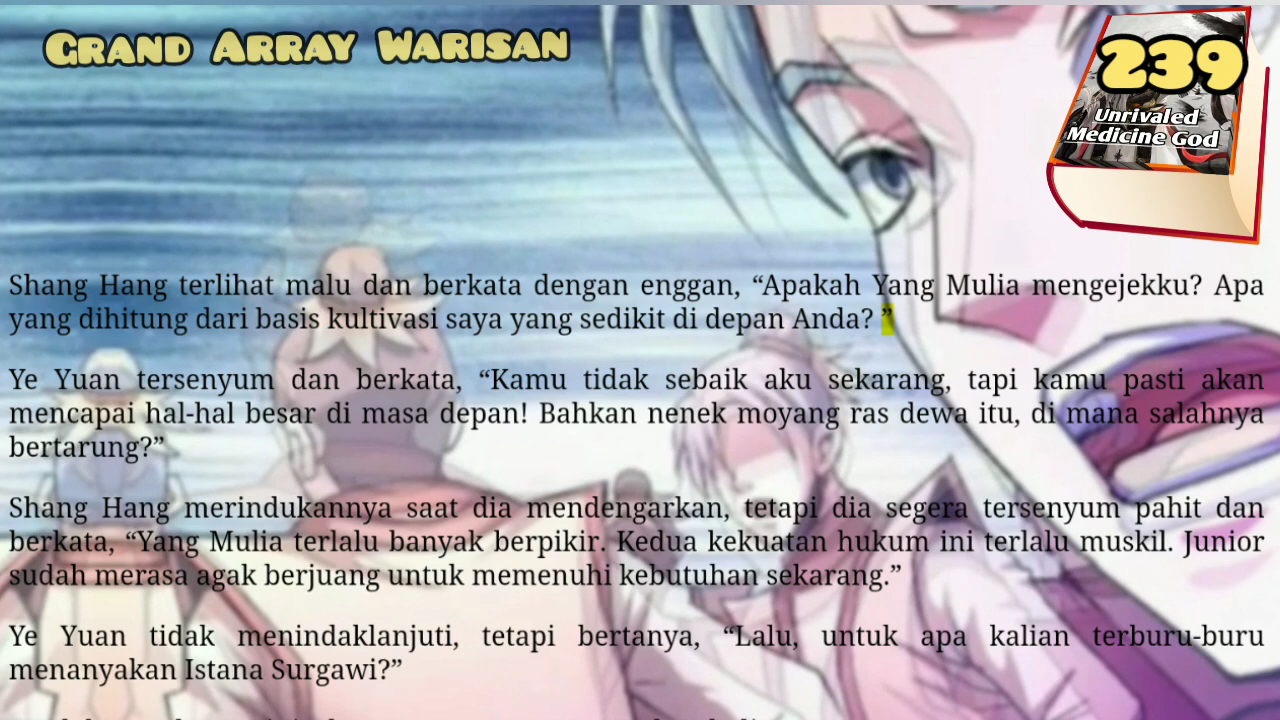 Grand Array Warisan
239
Unrivaled
Medicine God
Shang Hang terlihat malu dan berkata dengan enggan, “Apakah Yang Mulia mengejekku? Apa
yang dihitung dari basis kultivasi saya yang sedikit di depan Anda? ”
Ye Yuan tersenyum dan berkata, “Kamu tidak sebaik aku sekarang, tapi kamu pasti akan
mencapai hal-hal besar di masa depan! Bahkan nenek moyang ras dewa itu, di mana salahnya
bertarung?”
Shang Hang merindukannya saat dia mendengarkan, tetapi dia segera tersenyum pahit dan
berkata, “Yang Mulia terlalu banyak berpikir. Kedua kekuatan hukum ini terlalu muskil. Junior
sudah merasa agak berjuang untuk memenuhi kebutuhan sekarang.”
Ye Yuan tidak menindaklanjuti, tetapi bertanya, “Lalu, untuk apa kalian terburu-buru
menanyakan Istana Surgawi?”